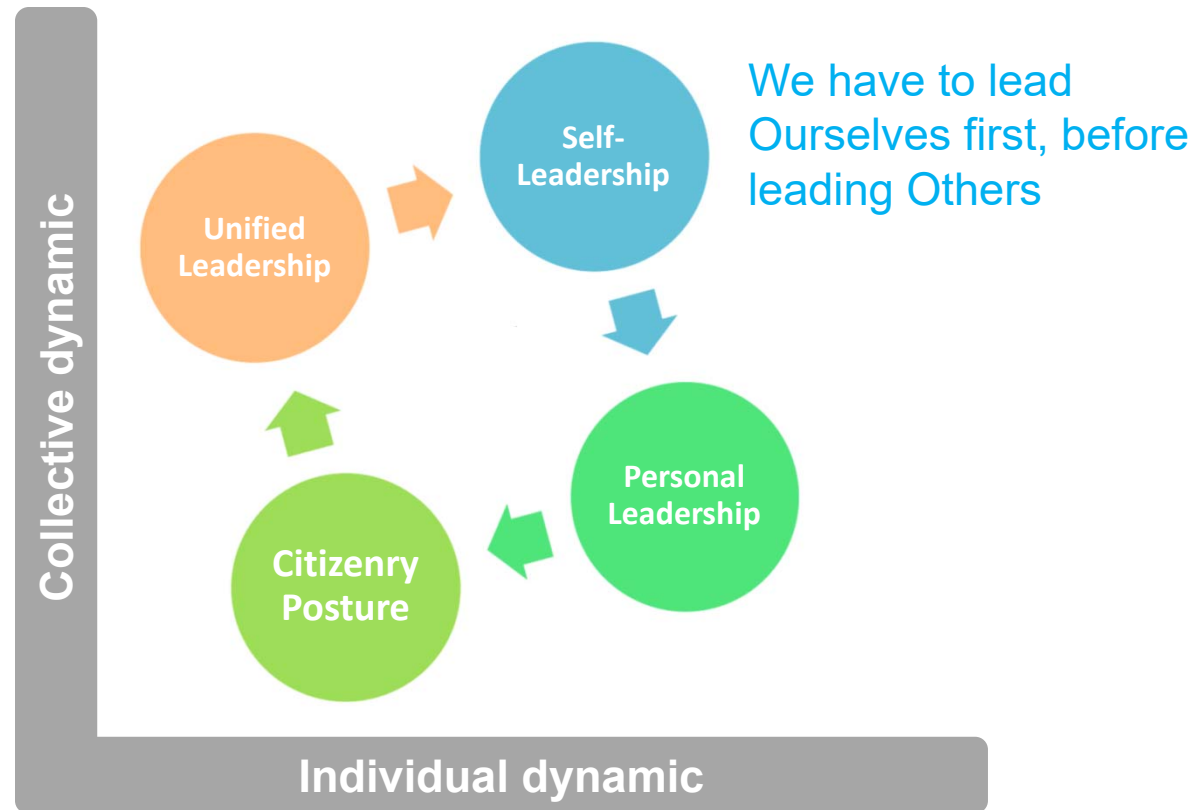 Collective dynamic
Unified
Leadership
Self-
Leadership
We have to lead
Ourselves first, before
leading Others
Personal
Leadership
Citizenry
Posture
Individual dynamic